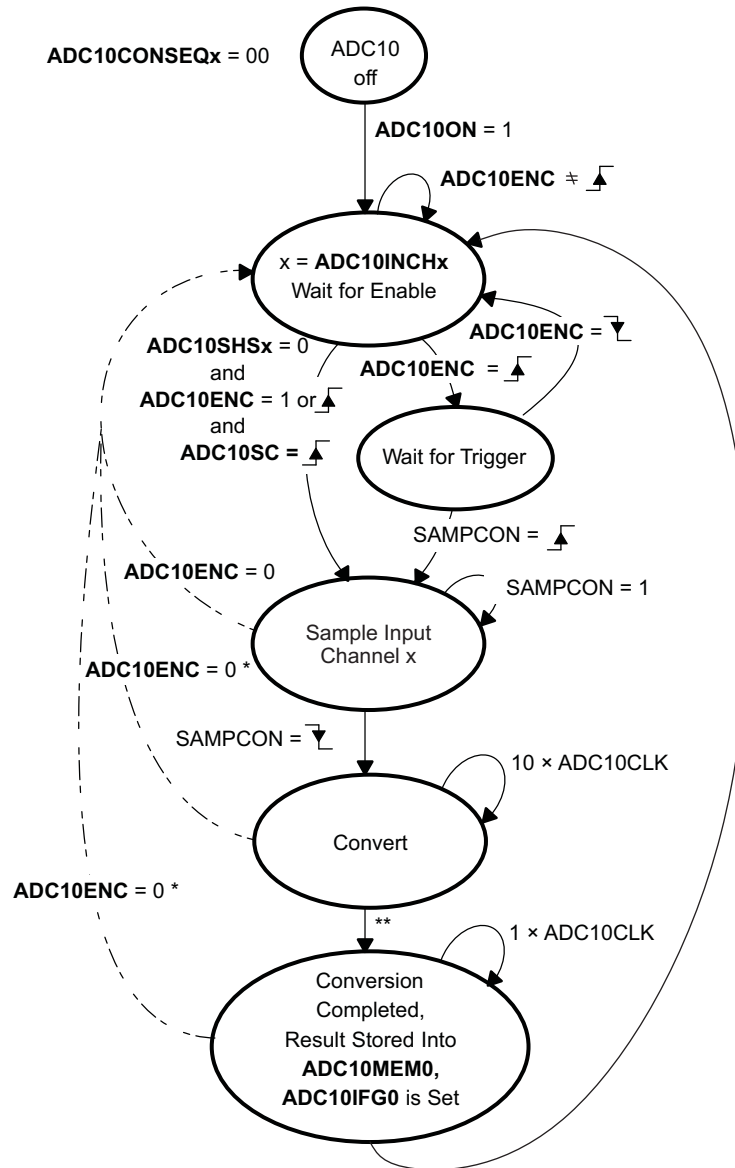 ADC10CONSEQx = 00
ADC10
off
ADC10ON = 1
ADC10ENC ≠
x = ADC10INCHx
Wait for Enable
ADC10SHSx = 0
and
ADC10ENC = 1 or
and
ADC10SC =
ADC10ENC =
ADC10ENC =
Wait for Trigger
SAMPCON =
ADC10ENC = 0
SAMPCON = 1
Sample Input
Channel x
ADC10ENC = 0 *
SAMPCON =
10 × ADC10CLK
Convert
ADC10ENC = 0 *
**
1 × ADC10CLK
Conversion
Completed,
Result Stored Into
ADC10MEM0,
ADC10IFG0 is Set